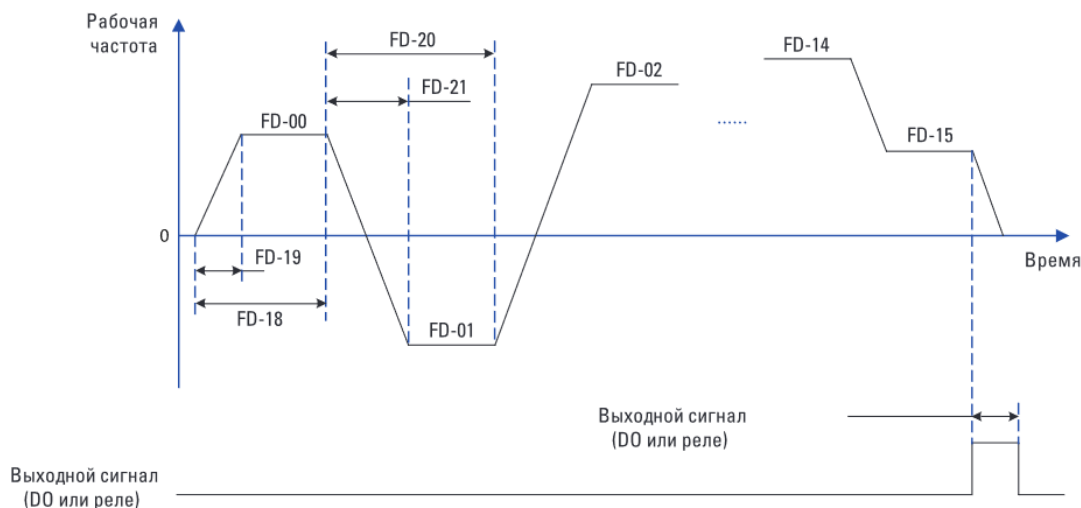 Рабочая
частота
FD-20
FD-14
FD-21
FD-02
FD-00
......
FD-15
0
FD-19
Время
FD-18
FD-01
Выходной сигнал
(DO или реле)
Выходной сигнал
(DO или реле)